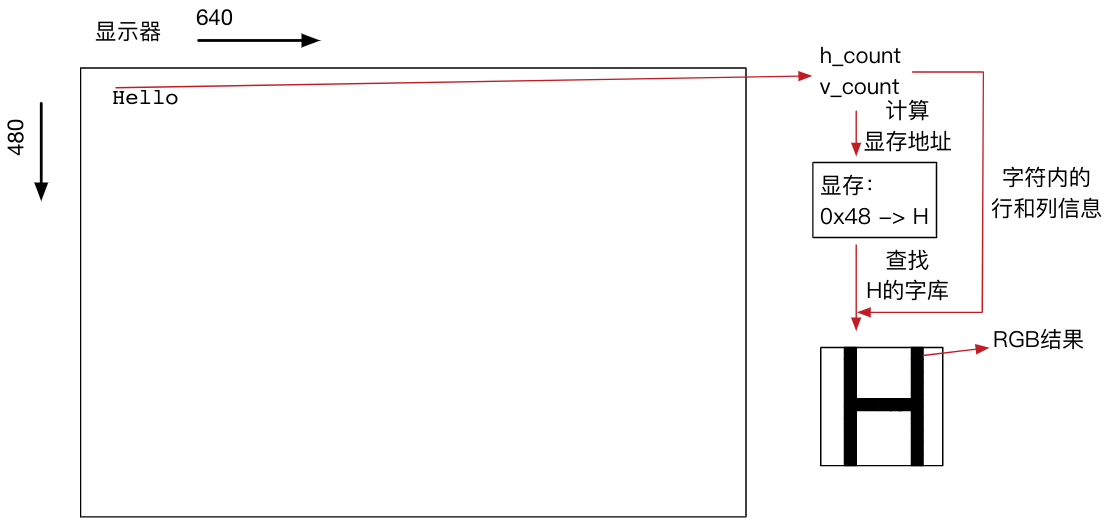 显示器
640
480
Hello
h_count
v_count
计算
显存地址
显存：
0x48 -> H
字符内的
行和列信息
查找
H的字库
RGB结果
H